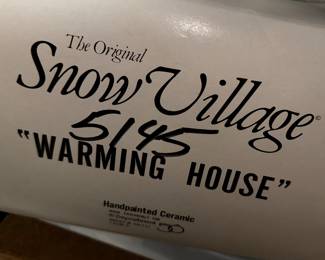 The Original
Snow Village©
5145
"WARMING HOUSE"
Handpainted Ceramic